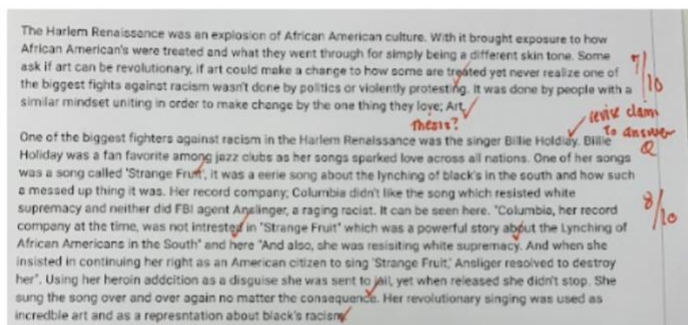 The Harlem Renaissance was an explosion of African American culture. With it brought exposure to how
African American's were treated and what they went through for simply being a different skin tone. Some
ask if art can be revolutionary, if art could make a change to how some are treated yet never realize one of
the biggest fights against racism wasn't done by politics or violently protesting. It was done by people with a
similar mindset uniting in order to make change by the one thing they love; Art
7/10
thesis?
revise claim
to answer
Q
One of the biggest fighters against racism in the Harlem Renaissance was the singer Billie Holdiay. Billie
Holiday was a fan favorite among jazz clubs as her songs sparked love across all nations. One of her songs
was a song called 'Strange Fruit', it was a eerie song about the lynching of black's in the south and how such
a messed up thing it was. Her record company; Columbia didn't like the song which resisted white
supremacy and neither did FBI agent Anslinger, a raging racist. It can be seen here. "Columbia, her record
company at the time, was not intrested in "Strange Fruit" which was a powerful story about the Lynching of
African Americans in the South" and here "And also, she was resisiting white supremacy. And when she
insisted in continuing her right as an American citizen to sing 'Strange Fruit,' Ansliger resolved to destroy
her". Using her heroin addcition as a disguise she was sent to jail, yet when released she didn't stop. She
sung the song over and over again no matter the consequence. Her revolutionary singing was used as
incredble art and as a represntation about black's racism
8/10